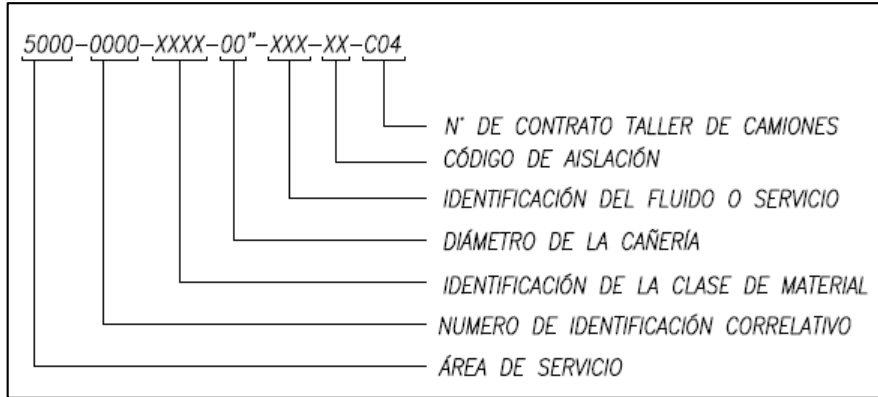 5000-0000-XXXX-00"-XXX-XX-C04
N° DE CONTRATO TALLER DE CAMIONES
CÓDIGO DE AISLACIÓN
IDENTIFICACIÓN DEL FLUIDO O SERVICIO
DIÁMETRO DE LA CAÑERÍA
IDENTIFICACIÓN DE LA CLASE DE MATERIAL
NUMERO DE IDENTIFICACIÓN CORRELATIVO
ÁREA DE SERVICIO